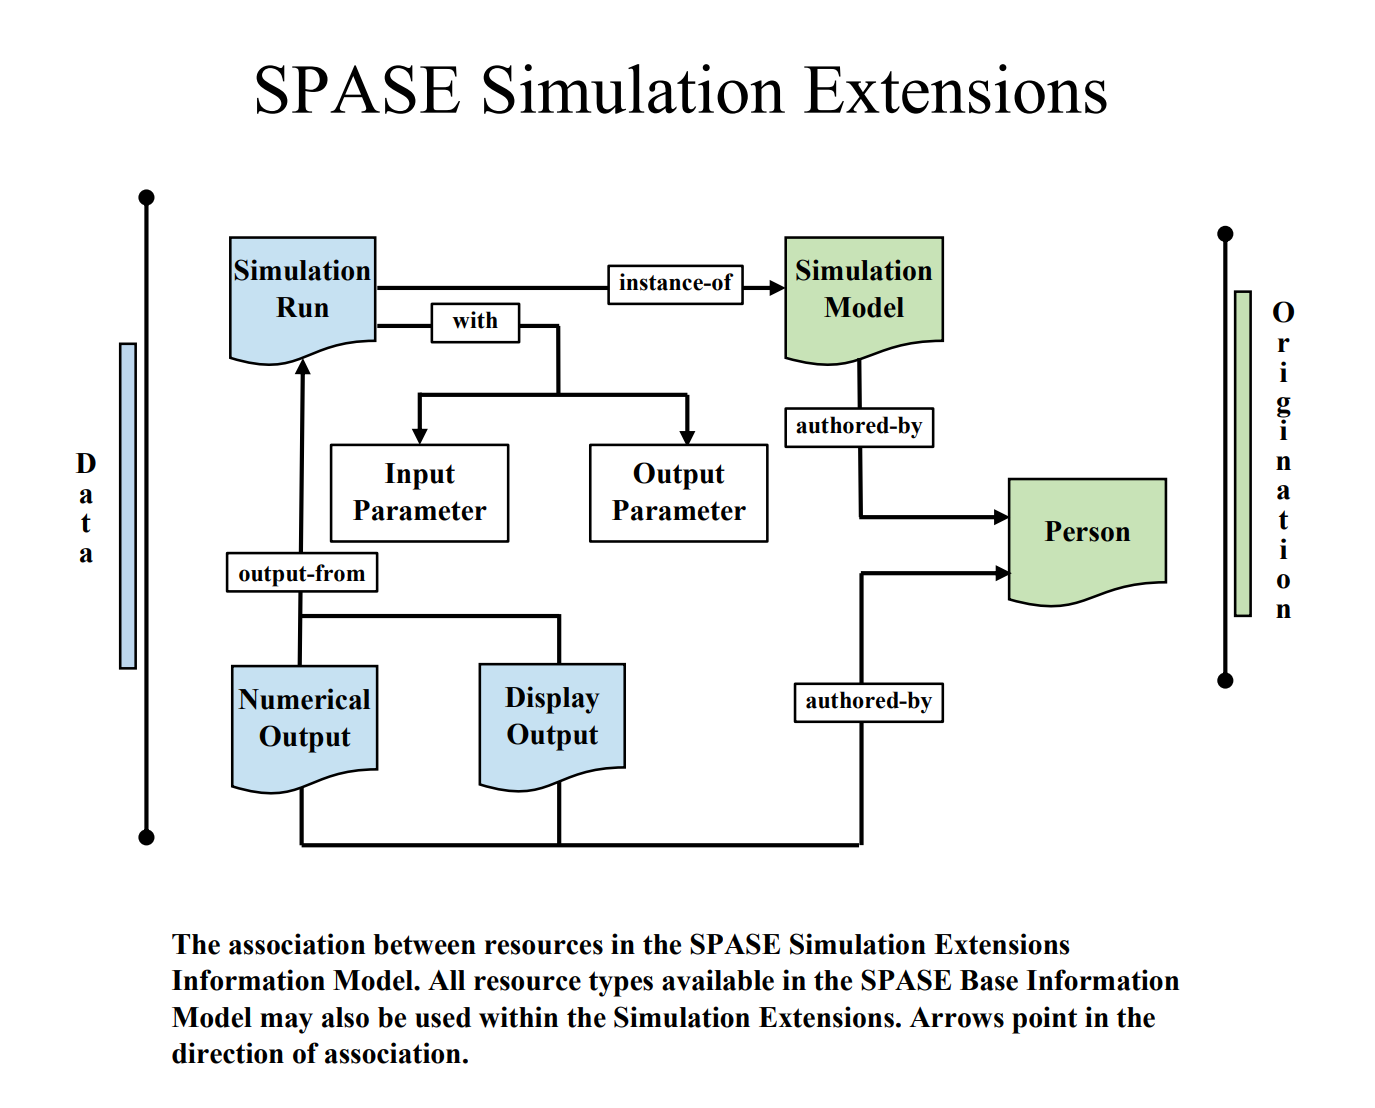 SPASE Simulation Extensions
Simulation
Run
instance-of
Simulation
Model
with
authored-by
Input
Parameter
Output
Parameter
Person
output-from
Numerical
Output
Display
Output
authored-by
Data
Origination
The association between resources in the SPASE Simulation Extensions
Information Model. All resource types available in the SPASE Base Information
Model may also be used within the Simulation Extensions. Arrows point in the
direction of association.